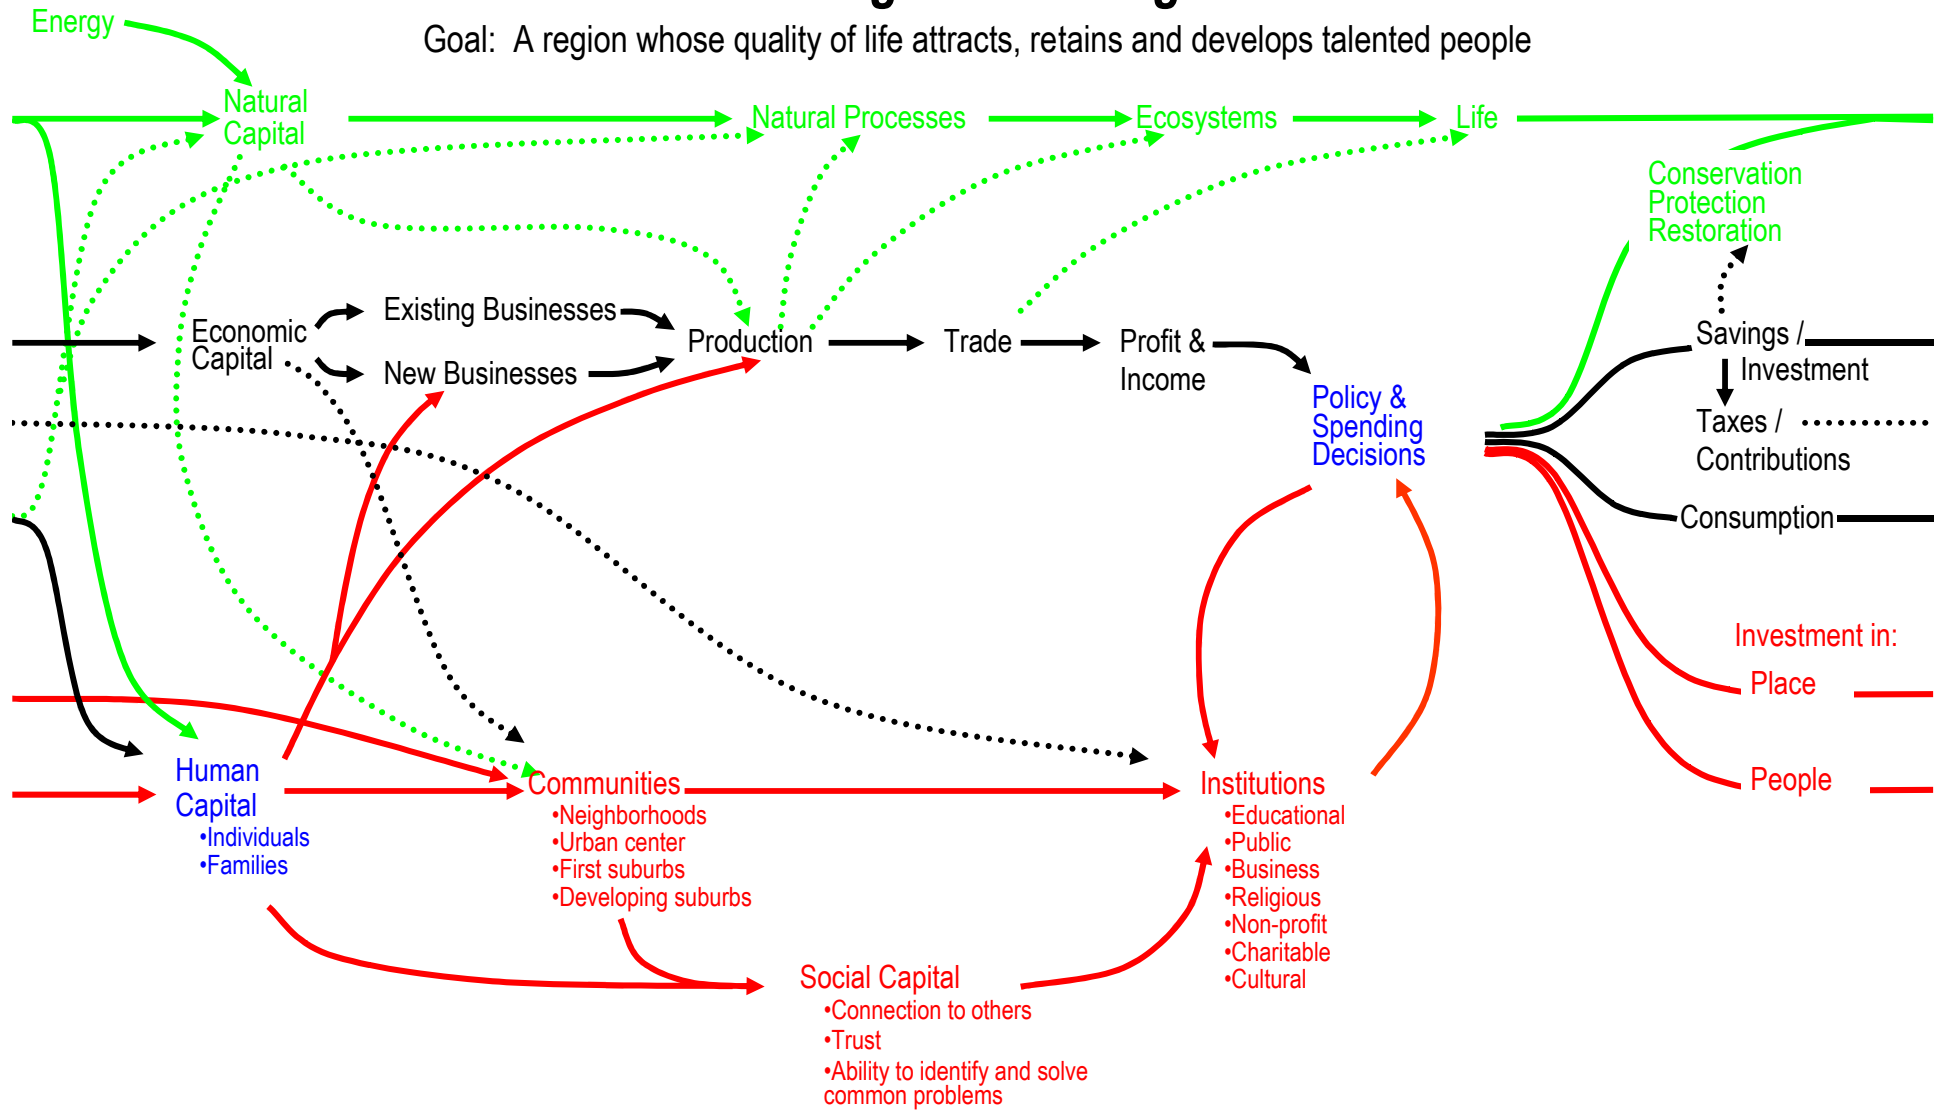 Energy
Goal:  A region whose quality of life attracts, retains and develops talented people
Natural
Capital
Natural Processes
Ecosystems
Life
Conservation
Protection
Restoration
Economic
Capital
Existing Businesses
New Businesses
Production
Trade
Profit &
Income
Policy &
Spending
Decisions
Savings /
Investment
Taxes /
Contributions
Consumption
Investment in:
Place
People
Human
Capital
•Individuals
•Families
Communities
•Neighborhoods
•Urban center
•First suburbs
•Developing suburbs
Institutions
•Educational
•Public
•Business
•Religious
•Non-profit
•Charitable
•Cultural
Social Capital
•Connection to others
•Trust
•Ability to identify and solve
common problems